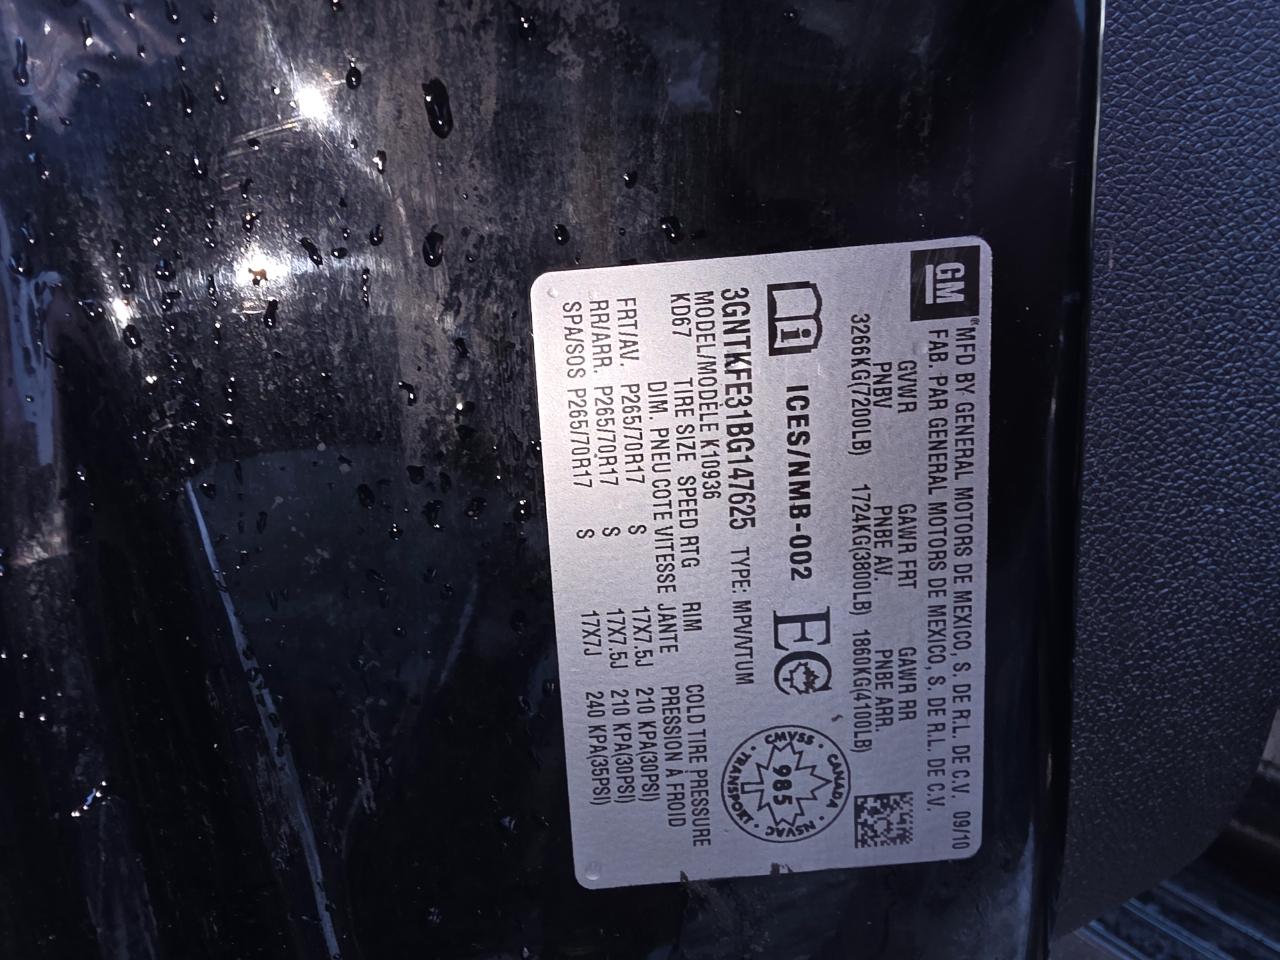 GM
MFD BY GENERAL MOTORS DE MEXICO, S. DE R.L. DE C.V. 09/10
FAB. PAR GENERAL MOTORS DE MEXICO, S. DE R.L. DE C.V.
GVWR GAWR FRT GAWR RR
PNBV PNBE AV. PNBE ARR.
3266KG(7200LB) 1724KG(3800LB) 1860KG(4100LB)
i ICES/NMB-002 EC
CMVSS · CANADA · NSVAC · TRANSPORT ·
985
3GNTKFE31BG147625 TYPE: MPV/VTUM
MODEL/MODÈLE K10936
KD67 TIRE SIZE SPEED RTG RIM COLD TIRE PRESSURE
DIM. PNEU COTE VITESSE JANTE PRESSION À FROID
FRT/AV. P265/70R17 S 17X7.5J 210 KPA(30PSI)
RR/ARR. P265/70R17 S 17X7.5J 210 KPA(30PSI)
SPA/SOS P265/70R17 S 17X7J 240 KPA(35PSI)